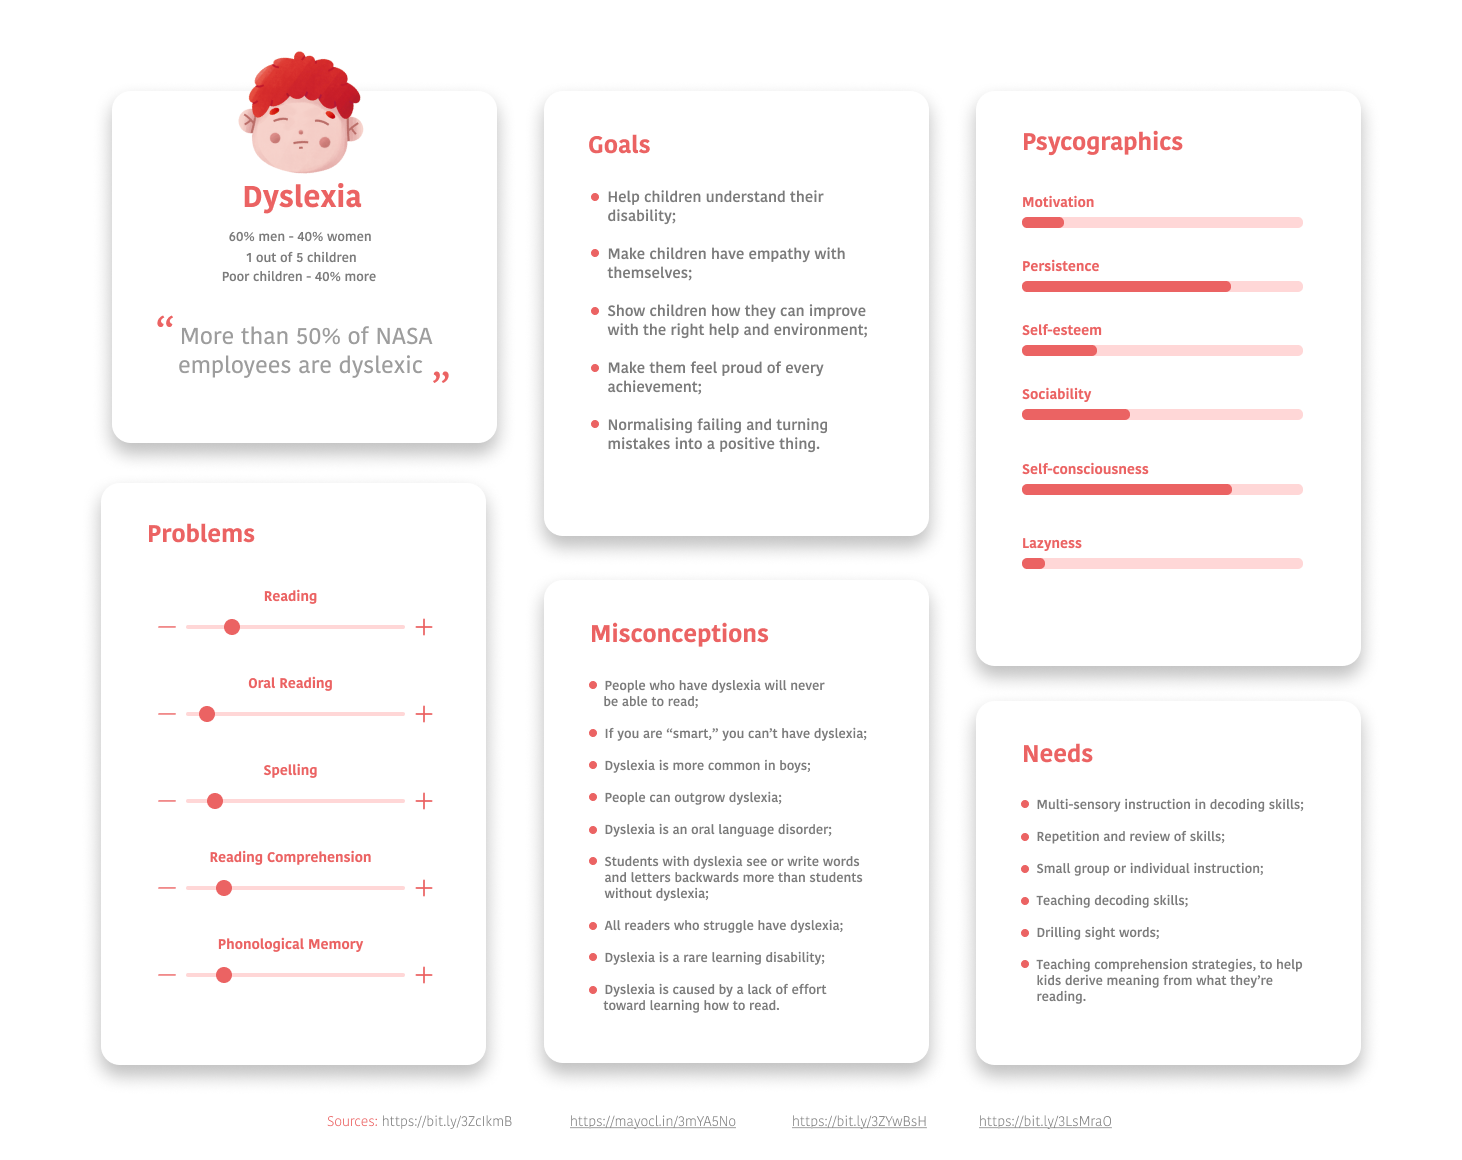 Dyslexia
60% men - 40% women
1 out of 5 children
Poor children - 40% more
“ More than 50% of NASA
employees are dyslexic ”
Problems
Reading
Oral Reading
Spelling
Reading Comprehension
Phonological Memory
Goals
Help children understand their
disability;
Make children have empathy with
themselves;
Show children how they can improve
with the right help and environment;
Make them feel proud of every
achievement;
Normalising failing and turning
mistakes into a positive thing.
Misconceptions
People who have dyslexia will never
be able to read;
If you are “smart,” you can’t have dyslexia;
Dyslexia is more common in boys;
People can outgrow dyslexia;
Dyslexia is an oral language disorder;
Students with dyslexia see or write words
and letters backwards more than students
without dyslexia;
All readers who struggle have dyslexia;
Dyslexia is a rare learning disability;
Dyslexia is caused by a lack of effort
toward learning how to read.
Psycographics
Motivation
Persistence
Self-esteem
Sociability
Self-consciousness
Lazyness
Needs
Multi-sensory instruction in decoding skills;
Repetition and review of skills;
Small group or individual instruction;
Teaching decoding skills;
Drilling sight words;
Teaching comprehension strategies, to help
kids derive meaning from what they’re
reading.
Sources: https://bit.ly/3ZcIkmB https://mayocl.in/3mYA5No https://bit.ly/3ZYwBsH https://bit.ly/3LsMraO